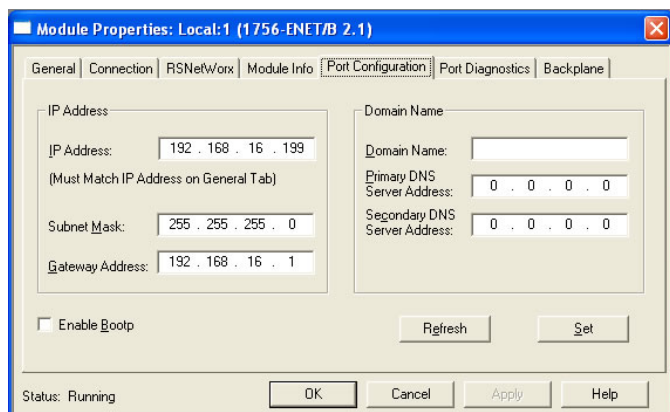 Module Properties: Local:1 (1756-ENET/B 2.1)
General Connection RSNetWorx Module Info Port Configuration Port Diagnostics Backplane
IP Address
IP Address: 192 . 168 . 16 . 199
(Must Match IP Address on General Tab)
Subnet Mask: 255 . 255 . 255 . 0
Gateway Address: 192 . 168 . 16 . 1
Enable Bootp
Domain Name
Domain Name:
Primary DNS
Server Address: 0 . 0 . 0 . 0
Secondary DNS
Server Address: 0 . 0 . 0 . 0
Refresh Set
Status: Running OK Cancel Apply Help